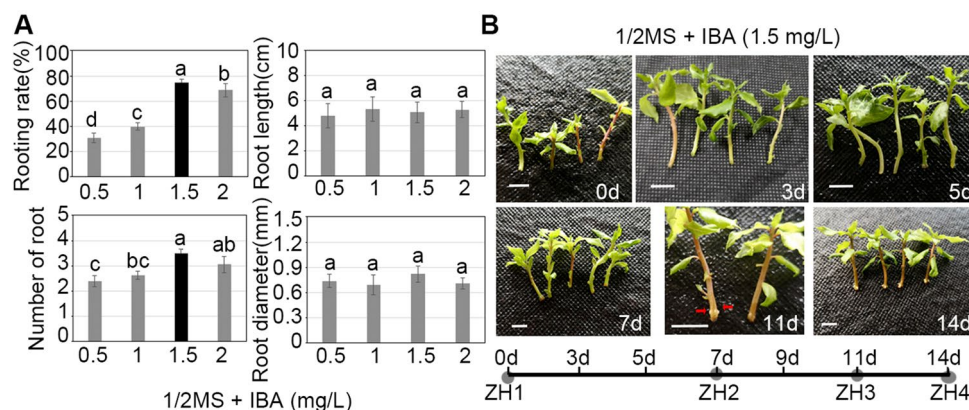 A
Rooting rate(%)
100
80
60
40
20
0
d
c
a
b
0.5 1 1.5 2
Root length(cm)
12
10
8
6
4
2
0
a
a
a
a
0.5 1 1.5 2
Number of root
5
4
3
2
1
0
c
bc
a
ab
0.5 1 1.5 2
Root diameter(mm)
1.5
1.2
0.9
0.6
0.3
0
a
a
a
a
0.5 1 1.5 2
1/2MS + IBA (mg/L)
B
1/2MS + IBA (1.5 mg/L)
0d
3d
5d
7d
11d
14d
0d 3d 5d 7d 9d 11d 14d
ZH1 ZH2 ZH3 ZH4